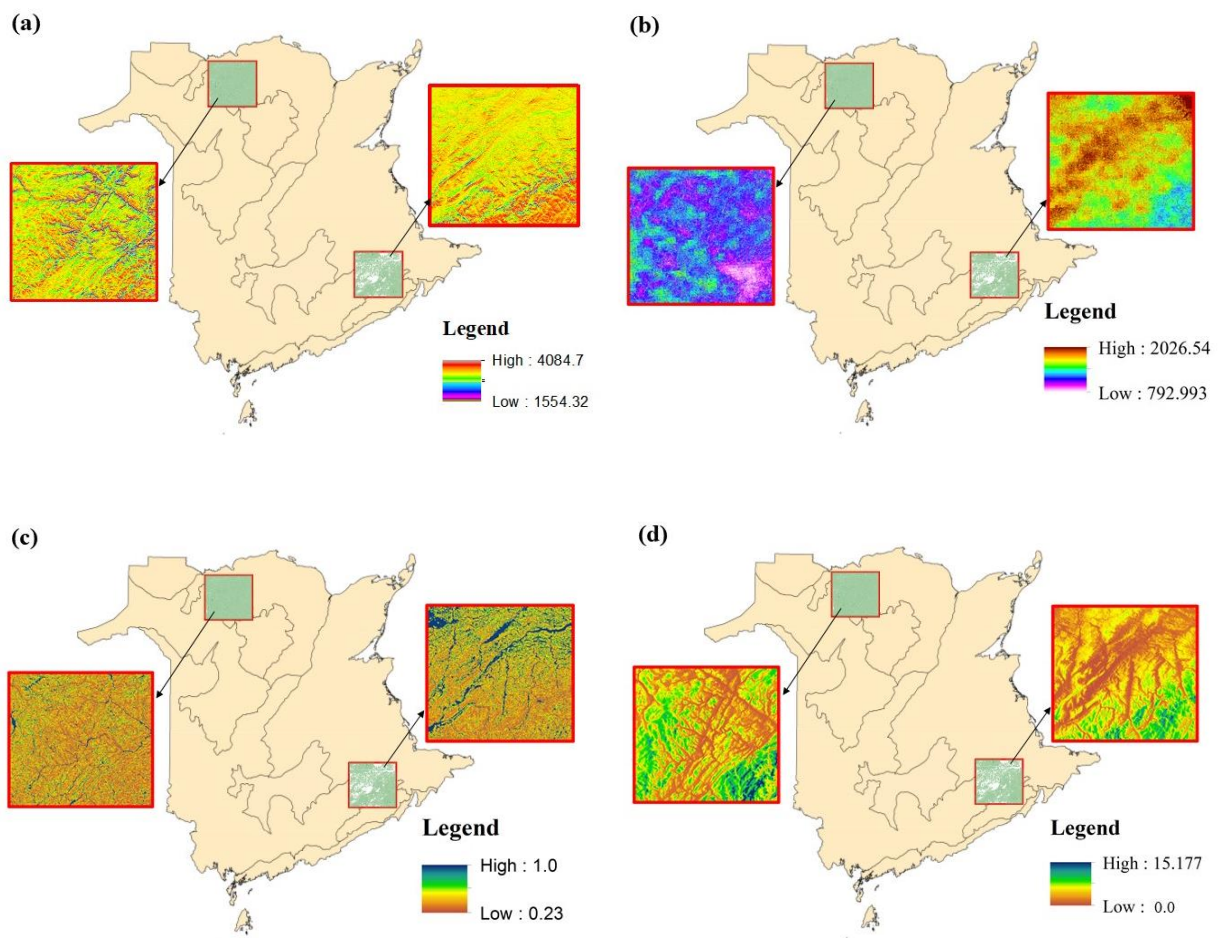 (a)
(b)
Legend
High : 4084.7
Low : 1554.32
Legend
High : 2026.54
Low : 792.993
(c)
(d)
Legend
High : 1.0
Low : 0.23
Legend
High : 15.177
Low : 0.0